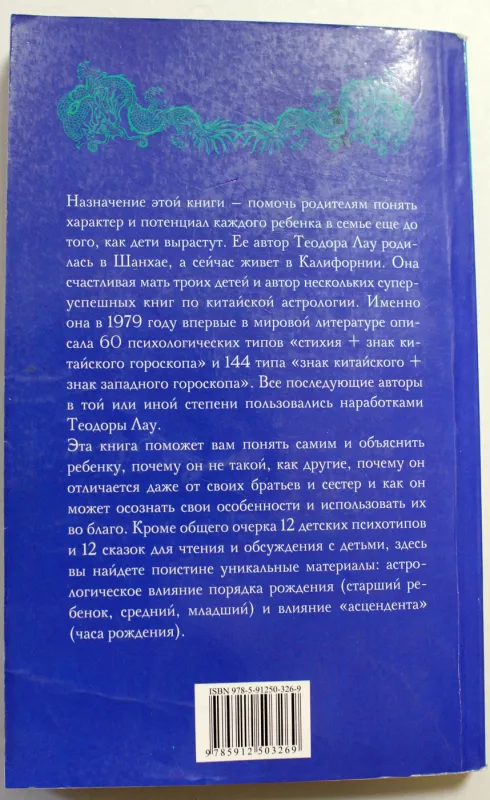 Назначение этой книги – помочь родителям понять
характер и потенциал каждого ребенка в семье еще до
того, как дети вырастут. Ее автор Теодора Лау роди-
лась в Шанхае, а сейчас живет в Калифорнии. Она
счастливая мать троих детей и автор нескольких супер-
успешных книг по китайской астрологии. Именно
она в 1979 году впервые в мировой литературе опи-
сала 60 психологических типов «стихия + знак ки-
тайского гороскопа» и 144 типа «знак китайского +
знак западного гороскопа». Все последующие авторы
в той или иной степени пользовались наработками
Теодоры Лау.
Эта книга поможет вам понять самим и объяснить
ребенку, почему он не такой, как другие, почему он
отличается даже от своих братьев и сестер и как он
может осознать свои особенности и использовать их
во благо. Кроме общего очерка 12 детских психотипов
и 12 сказок для чтения и обсуждения с детьми, здесь
вы найдете поистине уникальные материалы: астро-
логическое влияние порядка рождения (старший ре-
бенок, средний, младший) и влияние «асцендента»
(часа рождения).
ISBN 978-5-91250-326-9
9 785912 503269